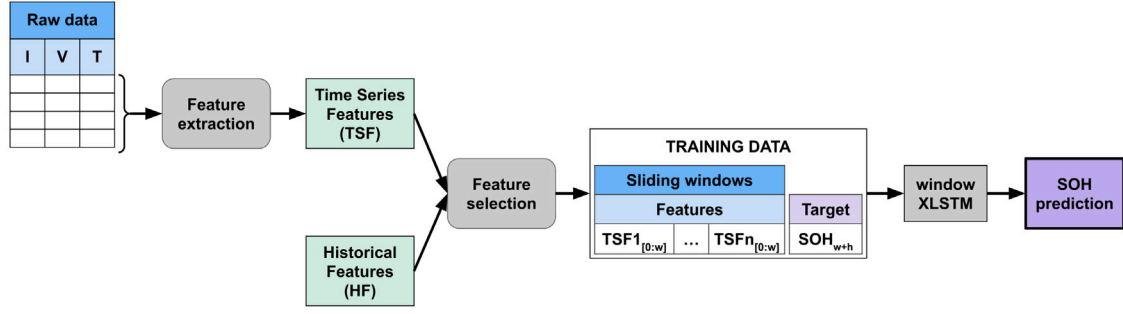 Raw data
I V T
Feature
extraction
Time Series
Features
(TSF)
Historical
Features
(HF)
Feature
selection
TRAINING DATA
Sliding windows
Features
Target
TSF1[0:w] ... TSFn[0:w]
SOHw+h
window
XLSTM
SOH
prediction